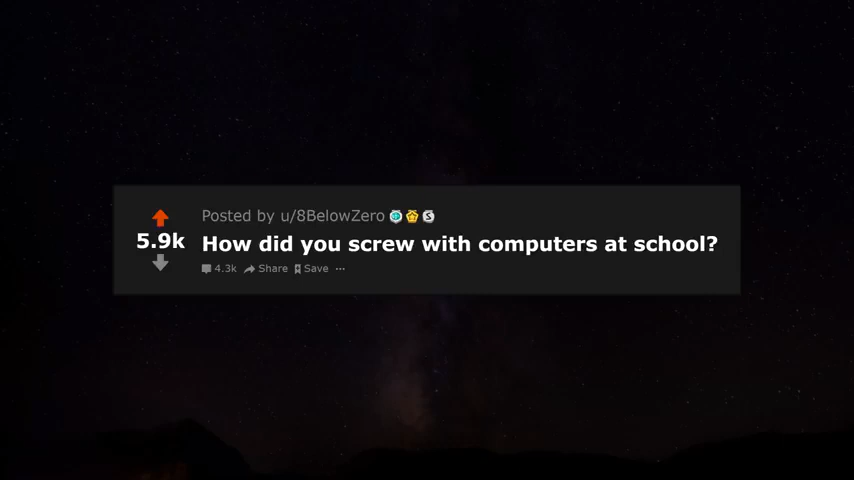 Posted by u/8BelowZero
5.9k
How did you screw with computers at school?
4.3k Share Save ...